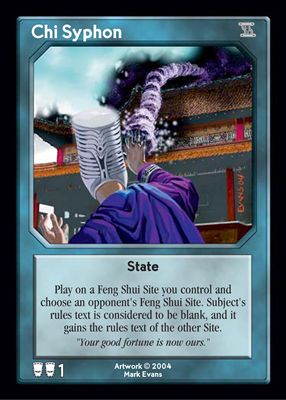 Chi Syphon
EVANS 04
State
Play on a Feng Shui Site you control and
choose an opponent's Feng Shui Site. Subject's
rules text is considered to be blank, and it
gains the rules text of the other Site.
"Your good fortune is now ours."
1
Artwork © 2004
Mark Evans